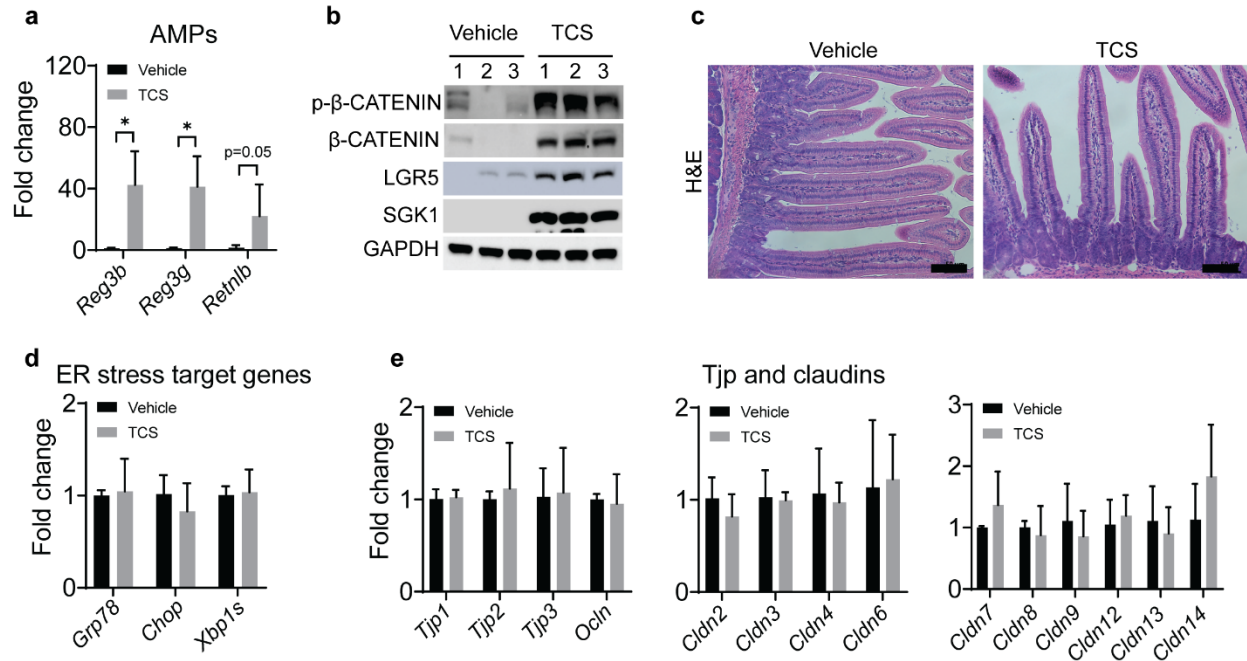 a
AMPs
Fold change
120
80
40
0
Vehicle
TCS
*
*
p=0.05
Reg3b
Reg3g
Retnlb
b
Vehicle TCS
1 2 3 1 2 3
p-β-CATENIN
β-CATENIN
LGR5
SGK1
GAPDH
c
Vehicle
TCS
H&E
d
ER stress target genes
Fold change
2
1
0
Vehicle
TCS
Grp78
Chop
Xbp1s
e
Tjp and claudins
Fold change
2
1
0
Vehicle
TCS
Tjp1
Tjp2
Tjp3
Ocln
2
1
0
Vehicle
TCS
Cldn2
Cldn3
Cldn4
Cldn6
3
2
1
0
Vehicle
TCS
Cldn7
Cldn8
Cldn9
Cldn12
Cldn13
Cldn14